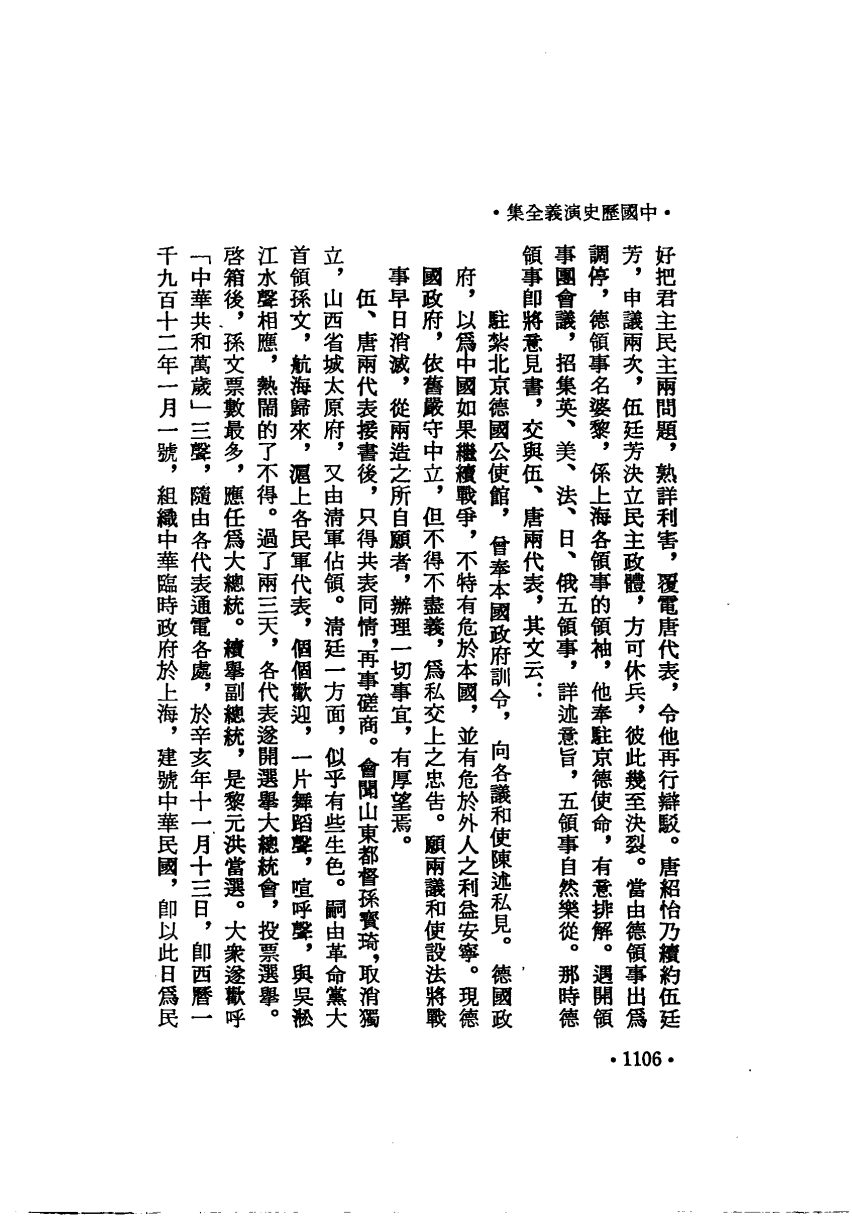 ·中國歷史演義全集·
好把君主民主兩問題，熟詳利害，覆電唐代表，令他再行辯駁。唐紹怡乃續約伍廷
芳，申議兩次，伍廷芳決立民主政體，方可休兵，彼此幾至決裂。當由德領事出爲
調停，德領事名婆黎，係上海各領事的領袖，他奉駐京德使命，有意排解。遇開領
事團會議，招集英、美、法、日、俄五領事，詳述意旨，五領事自然樂從。那時德
領事卽將意見書，交與伍、唐兩代表，其文云：
駐紮北京德國公使館，曾奉本國政府訓令，向各議和使陳述私見。德國政
府，以爲中國如果繼續戰爭，不特有危於本國，並有危於外人之利益安寧。現德
國政府，依舊嚴守中立，但不得不盡義，爲私交上之忠告。願兩議和使設法將戰
事早日消滅，從兩造之所自願者，辦理一切事宜，有厚望焉。
伍、唐兩代表接書後，只得共表同情，再事磋商。會聞山東都督孫寳琦，取消獨
立，山西省城太原府，又由清軍佔領。清廷一方面，似乎有些生色。嗣由革命黨大
首領孫文，航海歸來，滬上各民軍代表，個個歡迎，一片舞蹈聲，喧呼聲，與吳淞
江水聲相應，熱鬧的了不得。過了兩三天，各代表遂開選舉大總統會，投票選舉。
啓箱後，孫文票數最多，應任爲大總統。續舉副總統，是黎元洪當選。大衆遂歡呼
「中華共和萬歲」三聲，隨由各代表通電各處，於辛亥年十一月十三日，卽西曆一
千九百十二年一月一號，組織中華臨時政府於上海，建號中華民國，卽以此日爲民
·1106·